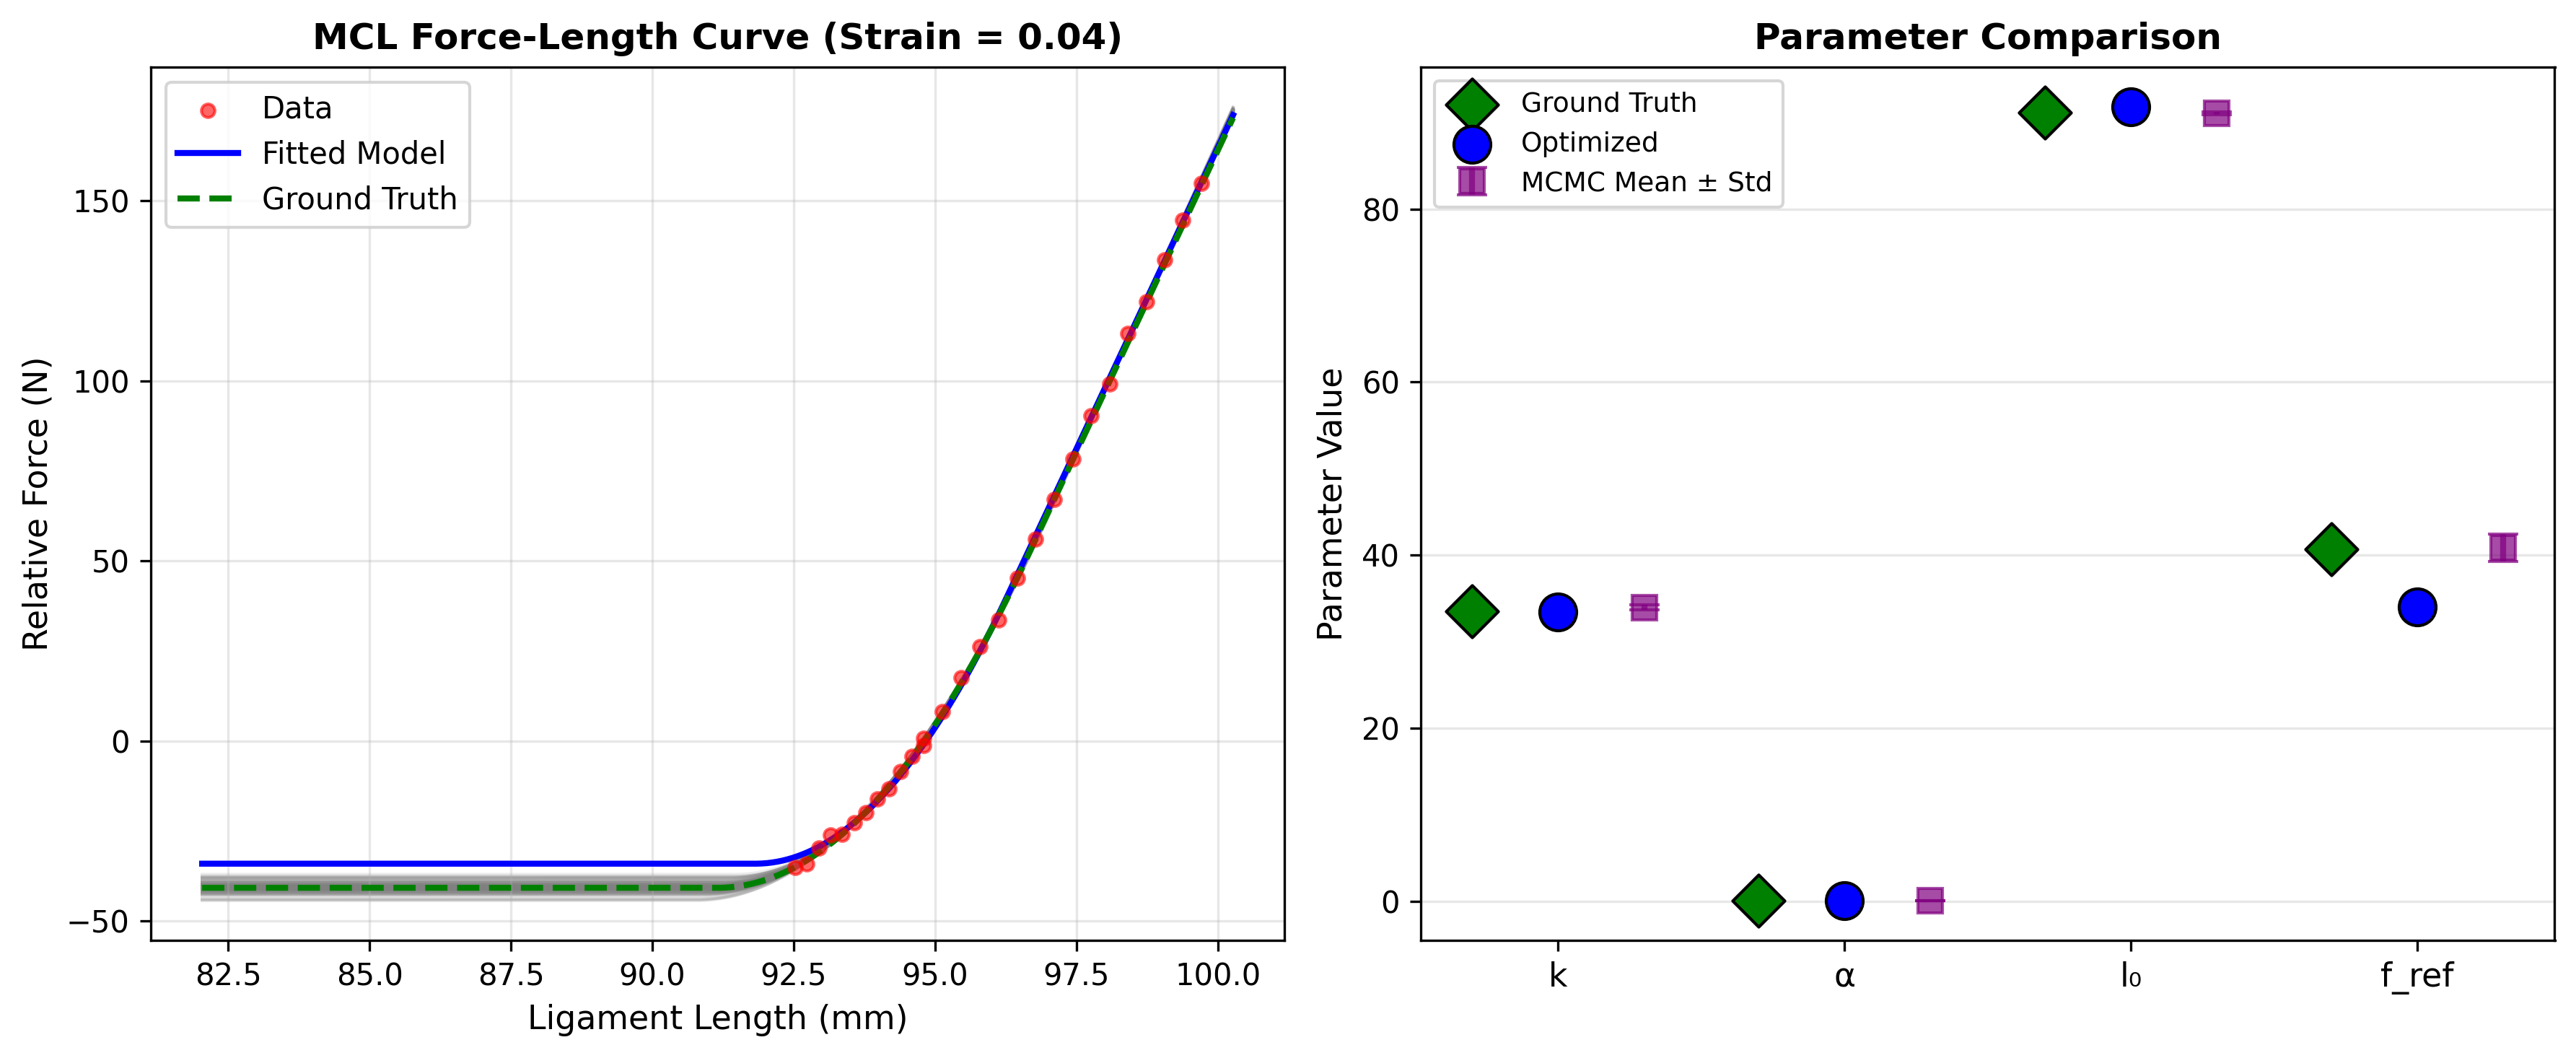 MCL Force-Length Curve (Strain = 0.04)
Data
Fitted Model
Ground Truth
Relative Force (N)
150
100
50
0
−50
82.5 85.0 87.5 90.0 92.5 95.0 97.5 100.0
Ligament Length (mm)
Parameter Comparison
Ground Truth
Optimized
MCMC Mean ± Std
Parameter Value
80
60
40
20
0
k α l₀ f_ref